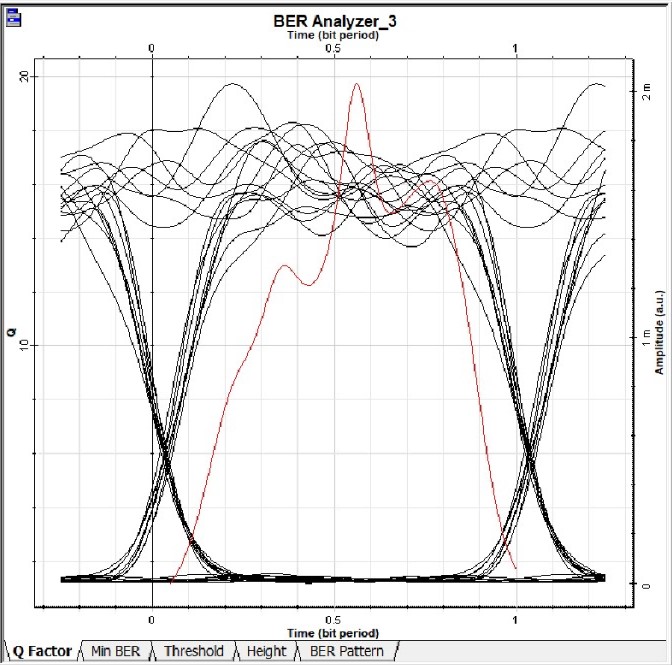 BER Analyzer_3
Time (bit period)
0 0.5 1
20
2 m
Q
10
1 m
Amplitude (a.u.)
0
0 0.5 1
Time (bit period)
Q Factor Min BER Threshold Height BER Pattern